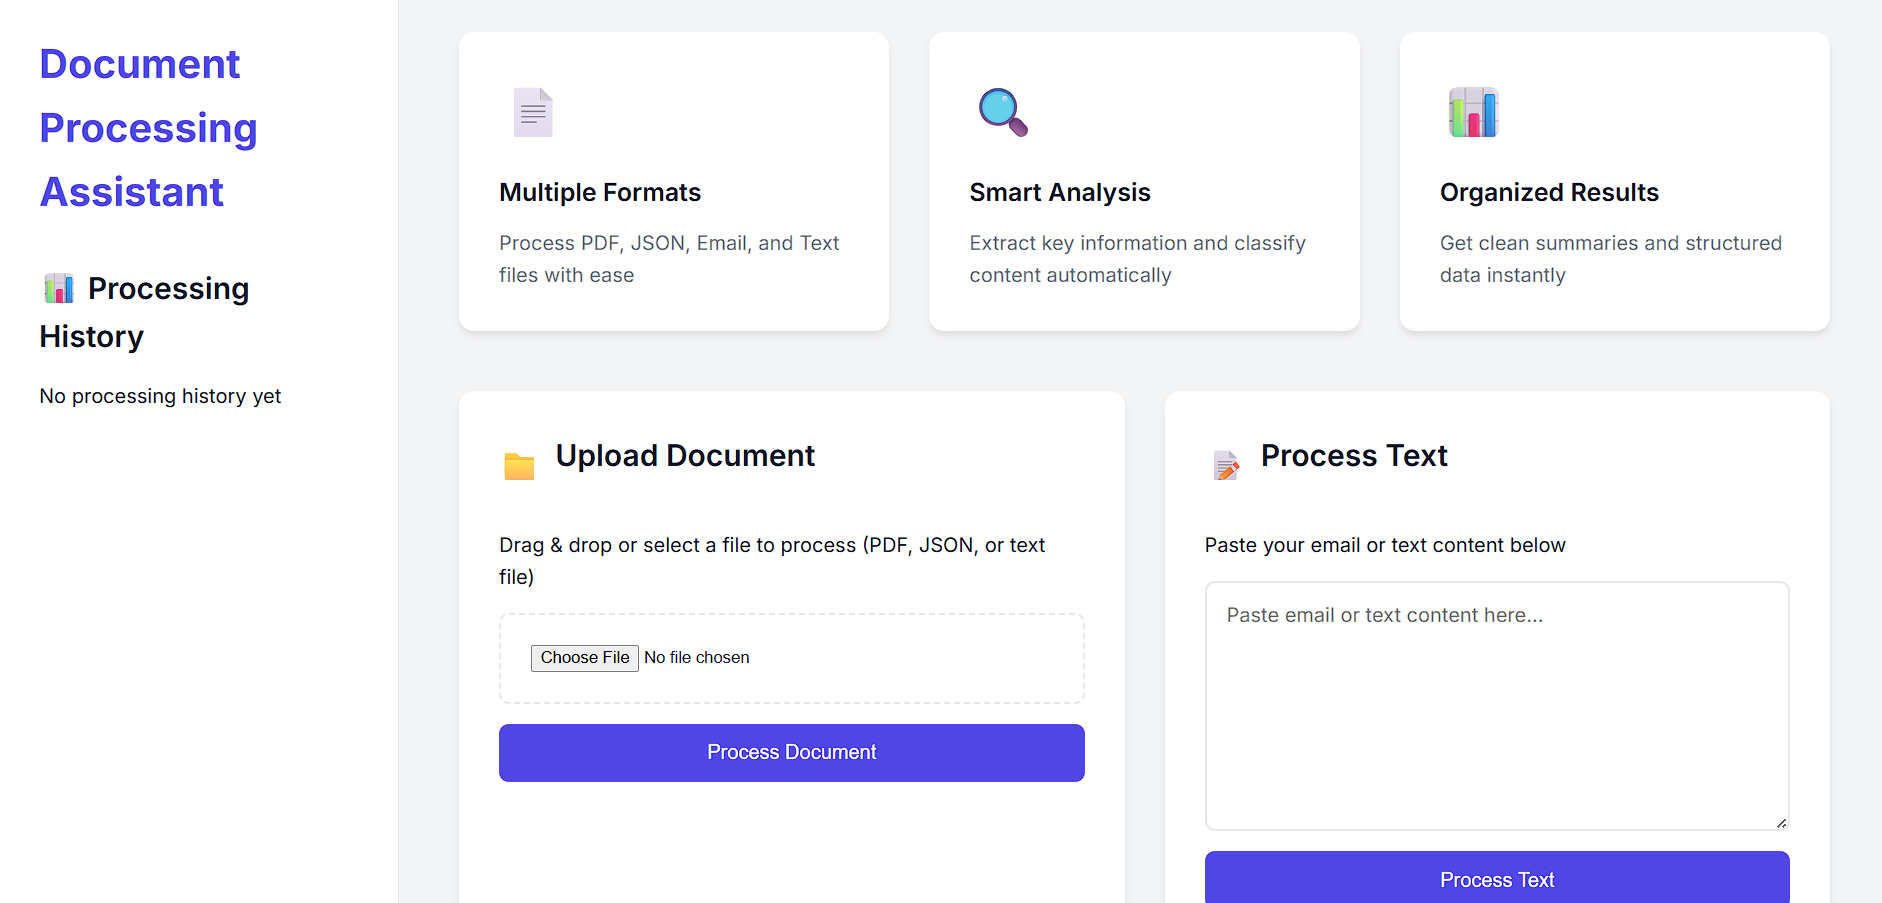 Document
Processing
Assistant
Processing
History
No processing history yet
Multiple Formats
Process PDF, JSON, Email, and Text
files with ease
Smart Analysis
Extract key information and classify
content automatically
Organized Results
Get clean summaries and structured
data instantly
Upload Document
Drag & drop or select a file to process (PDF, JSON, or text
file)
Choose File No file chosen
Process Document
Process Text
Paste your email or text content below
Paste email or text content here...
Process Text